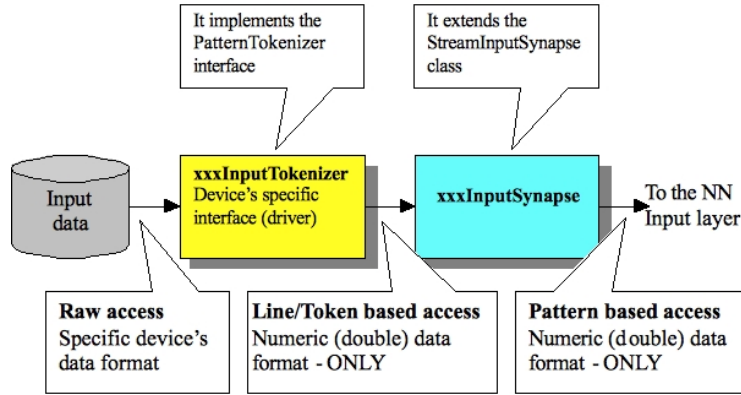 It implements the
PatternTokenizer
interface
It extends the
StreamInputSynapse
class
Input
data
xxxInputTokenizer
Device's specific
interface (driver)
xxxInputSynapse
To the NN
Input layer
Raw access
Specific device's
data format
Line/Token based access
Numeric (double) data
format - ONLY
Pattern based access
Numeric (double) data
format - ONLY